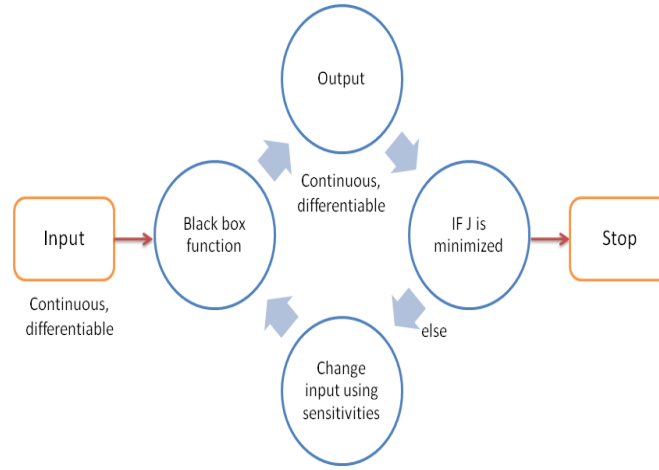 Output
Continuous,
differentiable
Black box
function
IF J is
minimized
Input
Stop
Continuous,
differentiable
else
Change
input using
sensitivities